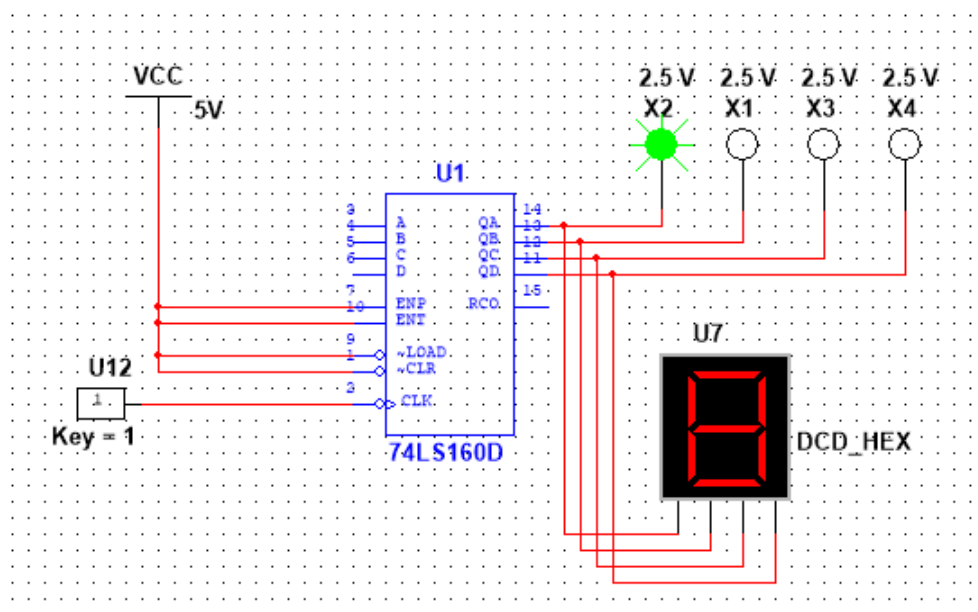 VCC
5V
2.5 V 2.5 V 2.5 V 2.5 V
X2 X1 X3 X4
U1
3 14
4 A QA 13
5 B QB 12
6 C QC 11
D QD
7 15
10 ENP RCO
ENT
9
1 ~LOAD
~CLR
2
CLK
74LS160D
U12
1
Key = 1
U7
8
DCD_HEX